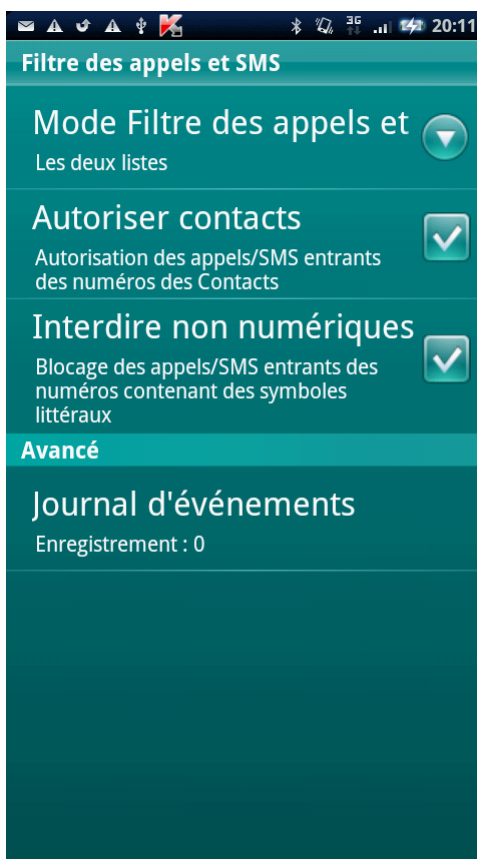 3G 20:11
Filtre des appels et SMS
Mode Filtre des appels et
Les deux listes
Autoriser contacts
Autorisation des appels/SMS entrants
des numéros des Contacts
Interdire non numériques
Blocage des appels/SMS entrants des
numéros contenant des symboles
littéraux
Avancé
Journal d'événements
Enregistrement : 0